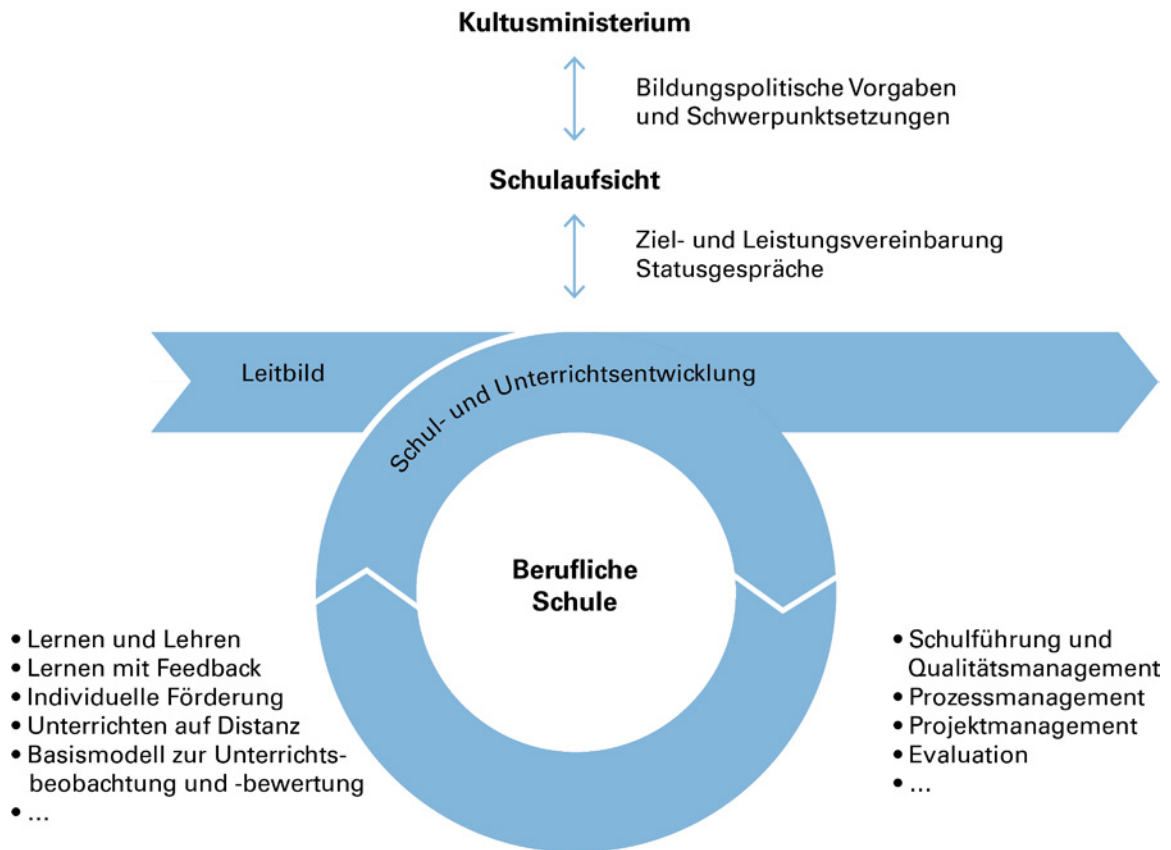 Kultusministerium
Bildungspolitische Vorgaben
und Schwerpunktsetzungen
Schulaufsicht
Ziel- und Leistungsvereinbarung
Statusgespräche
Leitbild
Schul- und Unterrichtsentwicklung
Berufliche
Schule
• Lernen und Lehren
• Lernen mit Feedback
• Individuelle Förderung
• Unterrichten auf Distanz
• Basismodell zur Unterrichts-
beobachtung und -bewertung
• ...
• Schulführung und
Qualitätsmanagement
• Prozessmanagement
• Projektmanagement
• Evaluation
• ...